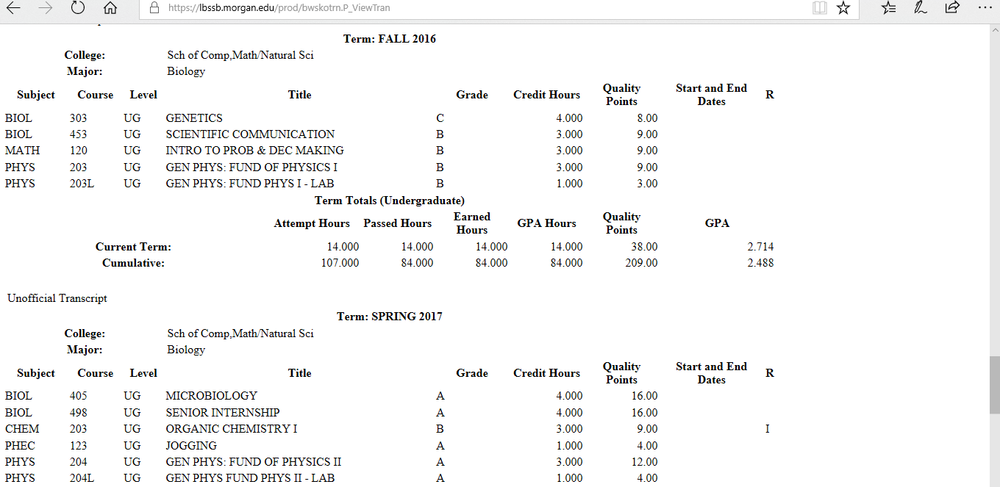 https://lbssb.morgan.edu/prod/bwskotrn.P_ViewTran
Term: FALL 2016
College: Sch of Comp,Math/Natural Sci
Major: Biology
Subject Course Level Title Grade Credit Hours Quality Points Start and End Dates R
BIOL 303 UG GENETICS C 4.000 8.00
BIOL 453 UG SCIENTIFIC COMMUNICATION B 3.000 9.00
MATH 120 UG INTRO TO PROB & DEC MAKING B 3.000 9.00
PHYS 203 UG GEN PHYS: FUND OF PHYSICS I B 3.000 9.00
PHYS 203L UG GEN PHYS: FUND PHYS I - LAB B 1.000 3.00
Term Totals (Undergraduate)
Attempt Hours Passed Hours Earned Hours GPA Hours Quality Points GPA
Current Term: 14.000 14.000 14.000 14.000 38.00 2.714
Cumulative: 107.000 84.000 84.000 84.000 209.00 2.488
Unofficial Transcript
Term: SPRING 2017
College: Sch of Comp,Math/Natural Sci
Major: Biology
Subject Course Level Title Grade Credit Hours Quality Points Start and End Dates R
BIOL 405 UG MICROBIOLOGY A 4.000 16.00
BIOL 498 UG SENIOR INTERNSHIP A 4.000 16.00
CHEM 203 UG ORGANIC CHEMISTRY I B 3.000 9.00 I
PHEC 123 UG JOGGING A 1.000 4.00
PHYS 204 UG GEN PHYS: FUND OF PHYSICS II A 3.000 12.00
PHYS 204L UG GEN PHYS FUND PHYS II - LAB A 1.000 4.00